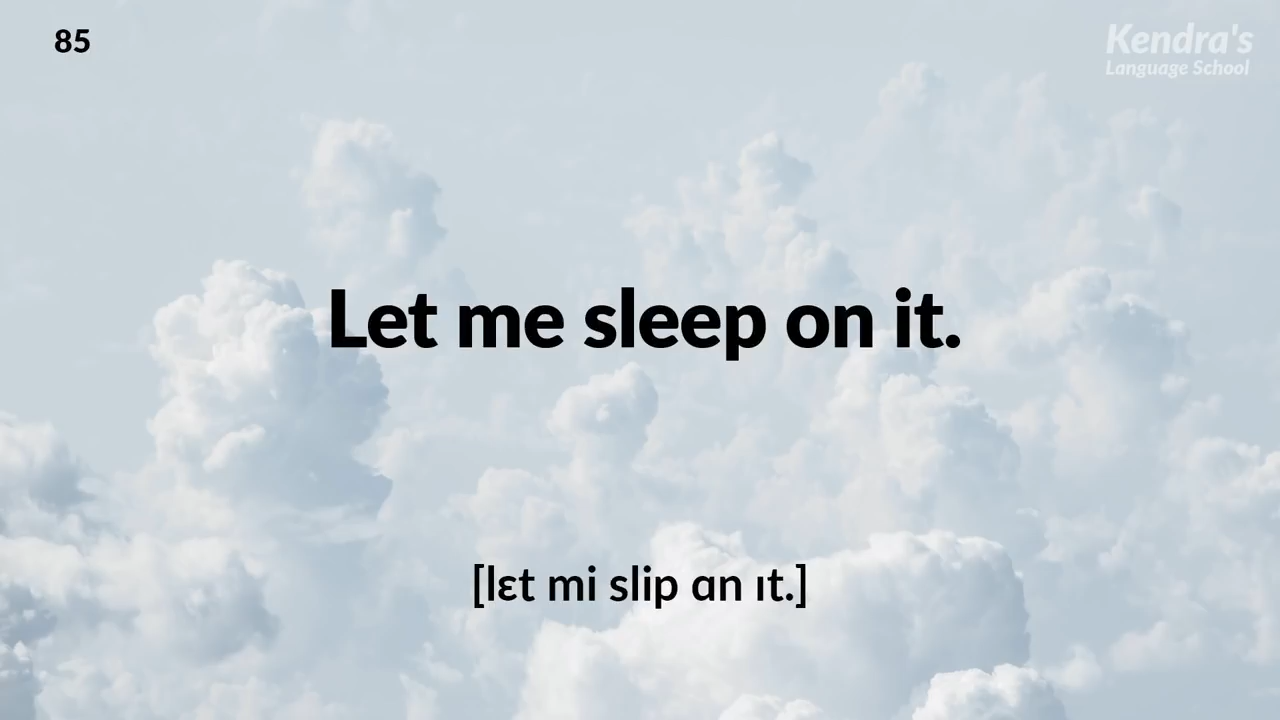 85
Kendra's
Language School
Let me sleep on it.
[lɛt mi slip ɑn ɪt.]